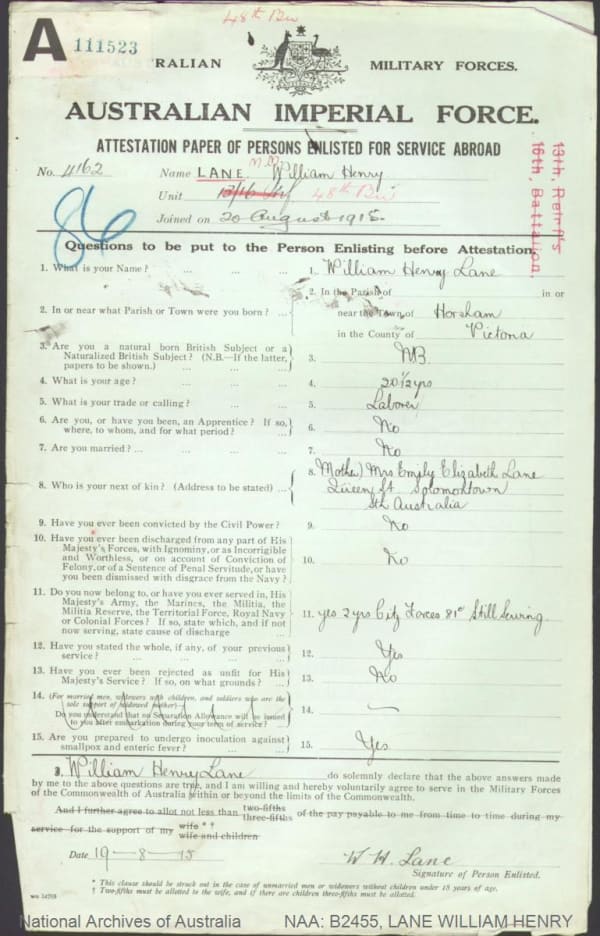 48th Bn
A 111523
RALIAN MILITARY FORCES.
AUSTRALIAN IMPERIAL FORCE.
ATTESTATION PAPER OF PERSONS ENLISTED FOR SERVICE ABROAD
No. 4162 Name LANE, William Henry
M.M.
Unit 13/16 48th Bn
Joined on 20 August 1915
13th, Reinf's
16th, Battalion.
86
Questions to be put to the Person Enlisting before Attestation.
1. What is your Name? ... ... ... 1. William Henry Lane
2. In or near what Parish or Town were you born? ... 2. In the Parish of in or
near the Town of Horsham
in the County of Victoria
3. Are you a natural born British Subject or a
Naturalized British Subject? (N.B.—If the latter,
papers to be shown.) ... ... ... 3. NB.
4. What is your age? ... ... ... 4. 20 1/2 yrs
5. What is your trade or calling? ... ... 5. Laborer
6. Are you, or have you been, an Apprentice? If so,
where, to whom, and for what period? ... 6. No
7. Are you married? ... ... ... 7. No
8. Who is your next of kin? (Address to be stated) ... 8. Mother) Mrs Emily Elizabeth Lane
Queen St Solomontown
Sth Australia
9. Have you ever been convicted by the Civil Power? 9. No
10. Have you ever been discharged from any part of His
Majesty's Forces, with Ignominy, or as Incorrigible
and Worthless, or on account of Conviction of
Felony, or of a Sentence of Penal Servitude, or have
you been dismissed with disgrace from the Navy? 10. No
11. Do you now belong to, or have you ever served in, His
Majesty's Army, the Marines, the Militia, the
Militia Reserve, the Territorial Force, Royal Navy
or Colonial Forces? If so, state which, and if not
now serving, state cause of discharge ... 11. yes 2 yrs Citz Forces 81st Still Serving
12. Have you stated the whole, if any, of your previous
service? ... ... ... 12. Yes
13. Have you ever been rejected as unfit for His
Majesty's Service? If so, on what grounds? ... 13. No
14. (For married men, widowers with children, and soldiers who are the
sole support of widowed mother)—
Do you understand that no Separation Allowance will be issued
to you after embarkation during your term of service? 14. —
15. Are you prepared to undergo inoculation against
smallpox and enteric fever? ... ... 15. Yes
I, William Henry Lane do solemnly declare that the above answers made
by me to the above questions are true, and I am willing and hereby voluntarily agree to serve in the Military Forces
of the Commonwealth of Australia within or beyond the limits of the Commonwealth.
And I further agree to allot not less than two-fifths three-fifths of the pay payable to me from time to time during my
service for the support of my wife * † wife and children
Date 19-8-15 W H Lane
Signature of Person Enlisted.
* This clause should be struck out in the case of unmarried men or widowers without children under 18 years of age.
† Two-fifths must be allotted to the wife, and if there are children three-fifths must be allotted.
National Archives of Australia NAA: B2455, LANE WILLIAM HENRY